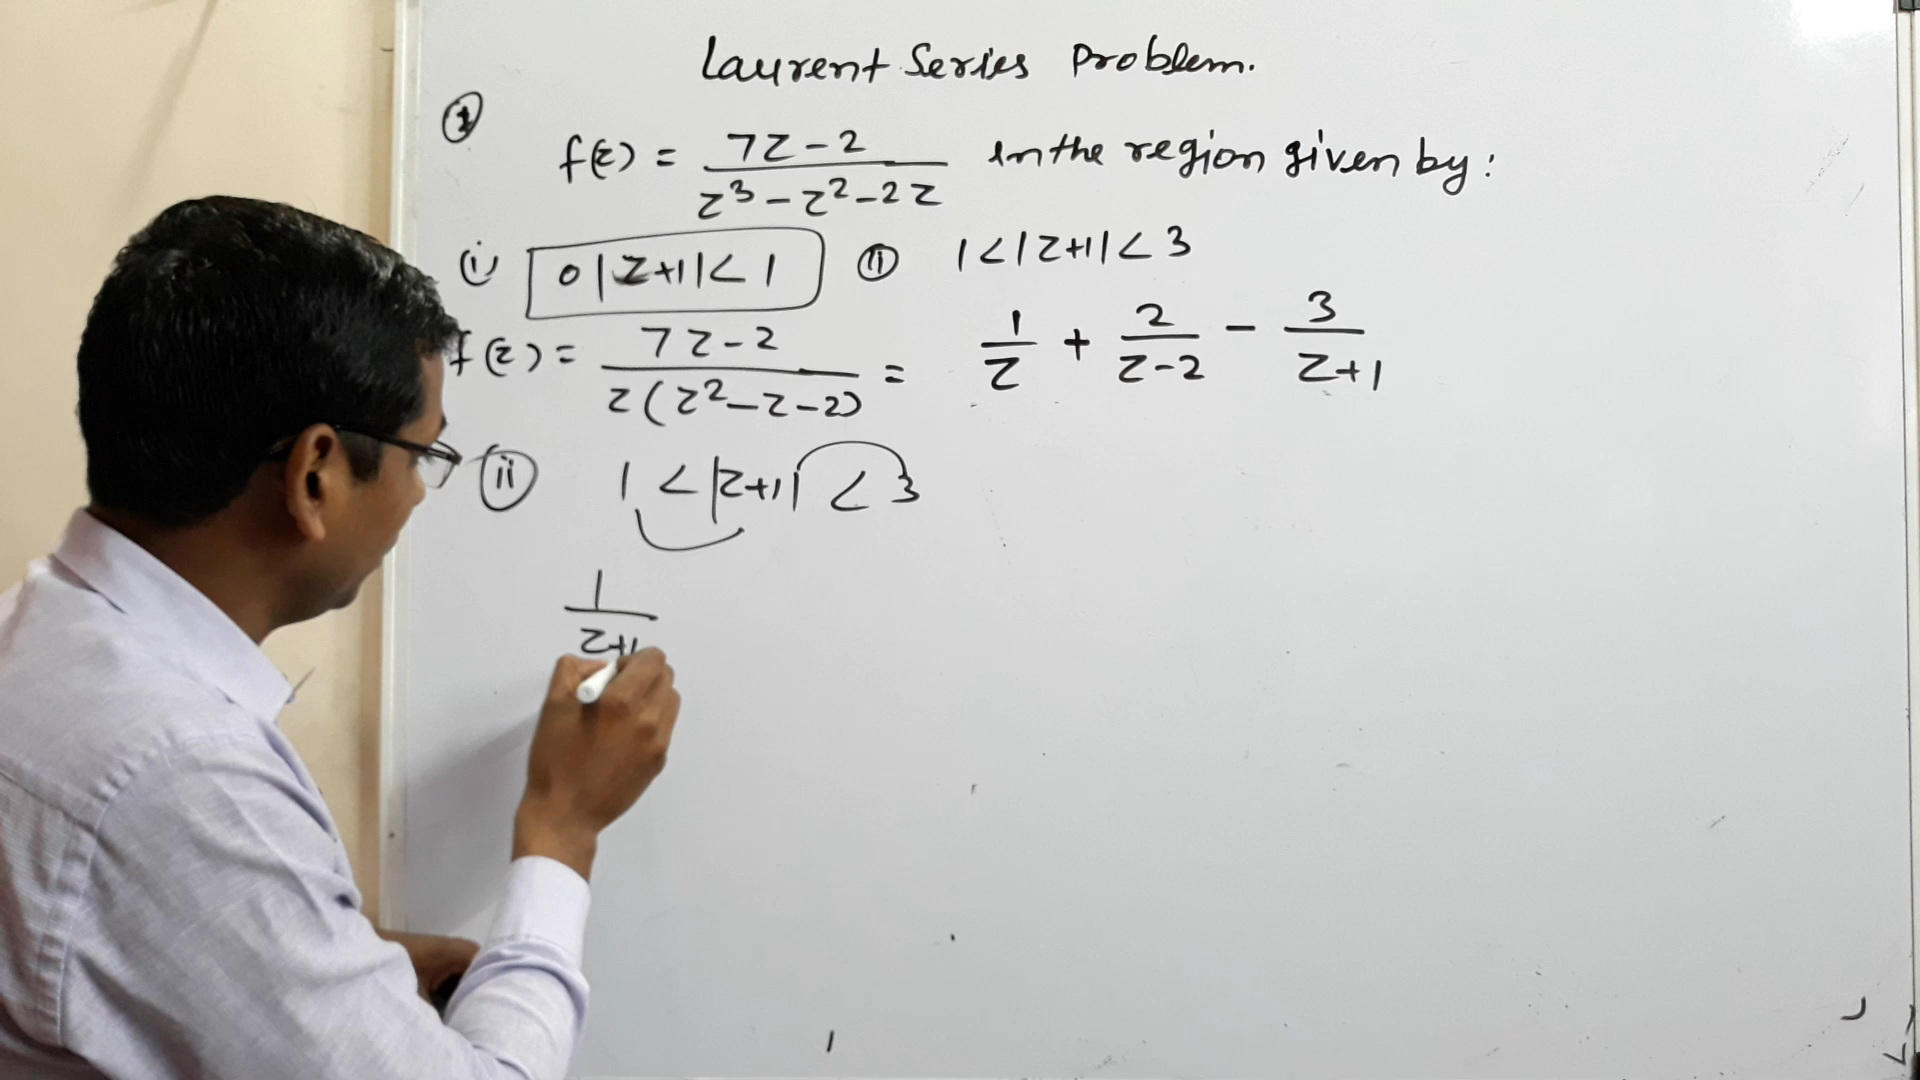 Laurent Series Problem.
①
f(z) = 7z-2 / z³-z²-2z in the region given by:
(i) 0|z+1|<1 (ii) 1<|z+1|<3
f(z) = 7z-2 / z(z²-z-2) = 1/z + 2/z-2 - 3/z+1
(ii) 1 < |z+1| < 3
1/z+1